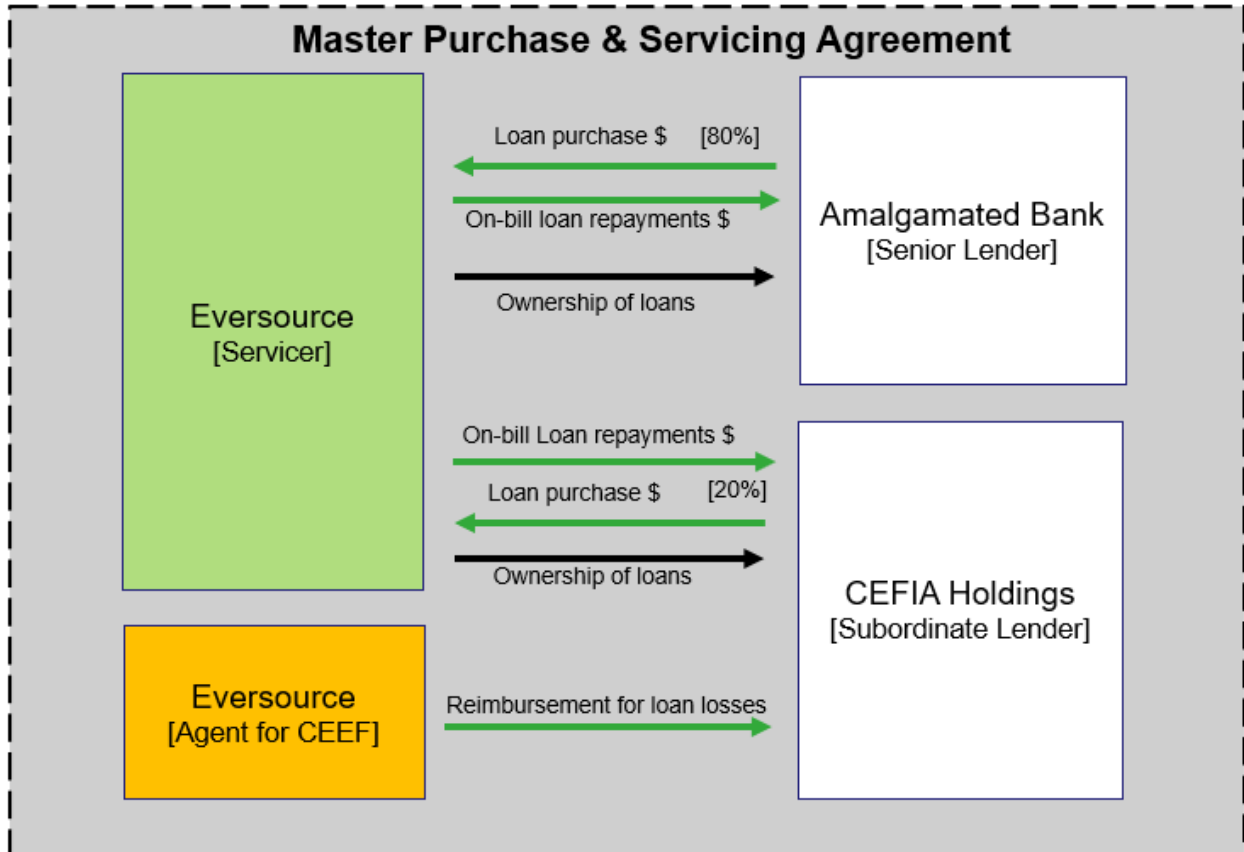 Master Purchase & Servicing Agreement
Eversource
[Servicer]
Loan purchase $ [80%]
On-bill loan repayments $
Ownership of loans
Amalgamated Bank
[Senior Lender]
On-bill Loan repayments $
Loan purchase $ [20%]
Ownership of loans
CEFIA Holdings
[Subordinate Lender]
Eversource
[Agent for CEEF]
Reimbursement for loan losses